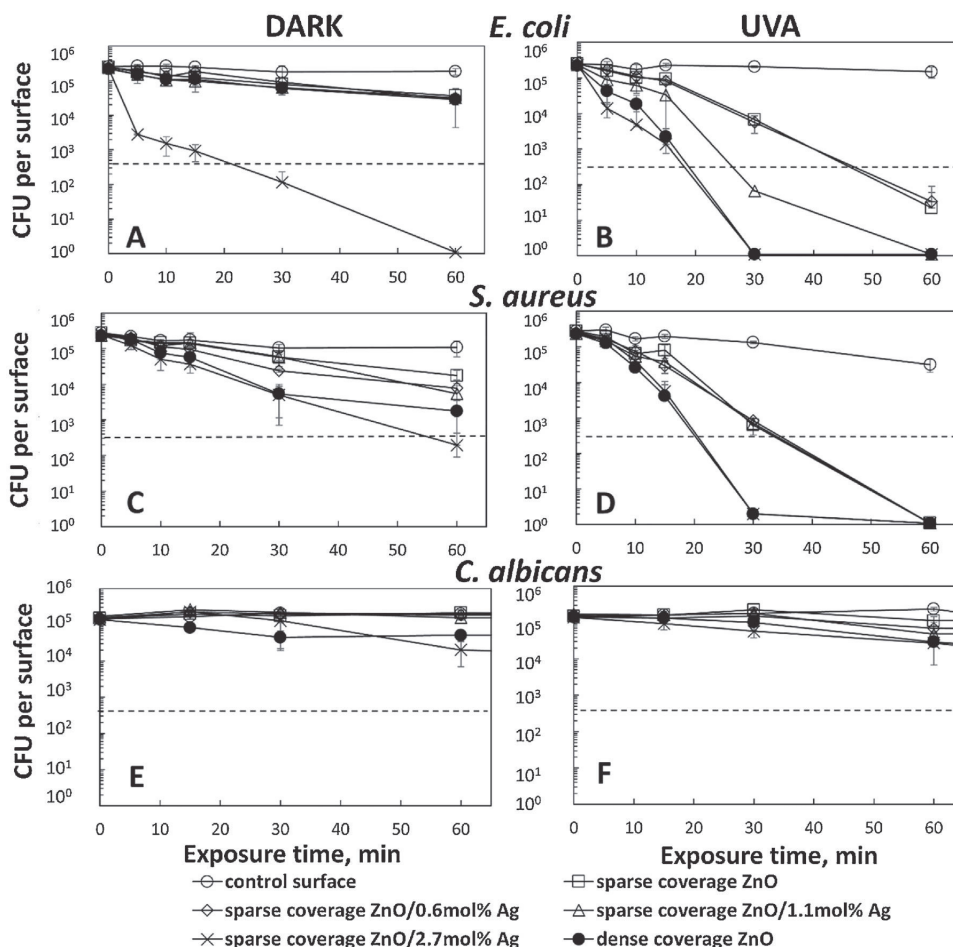 DARK E. coli UVA
CFU per surface
10⁶
10⁵
10⁴
10³
10²
10¹
10⁰
A
0 10 20 30 40 50 60
10⁶
10⁵
10⁴
10³
10²
10¹
10⁰
B
0 10 20 30 40 50 60
S. aureus
CFU per surface
10⁶
10⁵
10⁴
10³
10²
10¹
10⁰
C
0 10 20 30 40 50 60
10⁶
10⁵
10⁴
10³
10²
10¹
10⁰
D
0 10 20 30 40 50 60
C. albicans
CFU per surface
10⁶
10⁵
10⁴
10³
10²
10¹
10⁰
E
0 10 20 30 40 50 60
10⁶
10⁵
10⁴
10³
10²
10¹
10⁰
F
0 10 20 30 40 50 60
Exposure time, min Exposure time, min
control surface
sparse coverage ZnO
sparse coverage ZnO/0.6mol% Ag
sparse coverage ZnO/1.1mol% Ag
sparse coverage ZnO/2.7mol% Ag
dense coverage ZnO